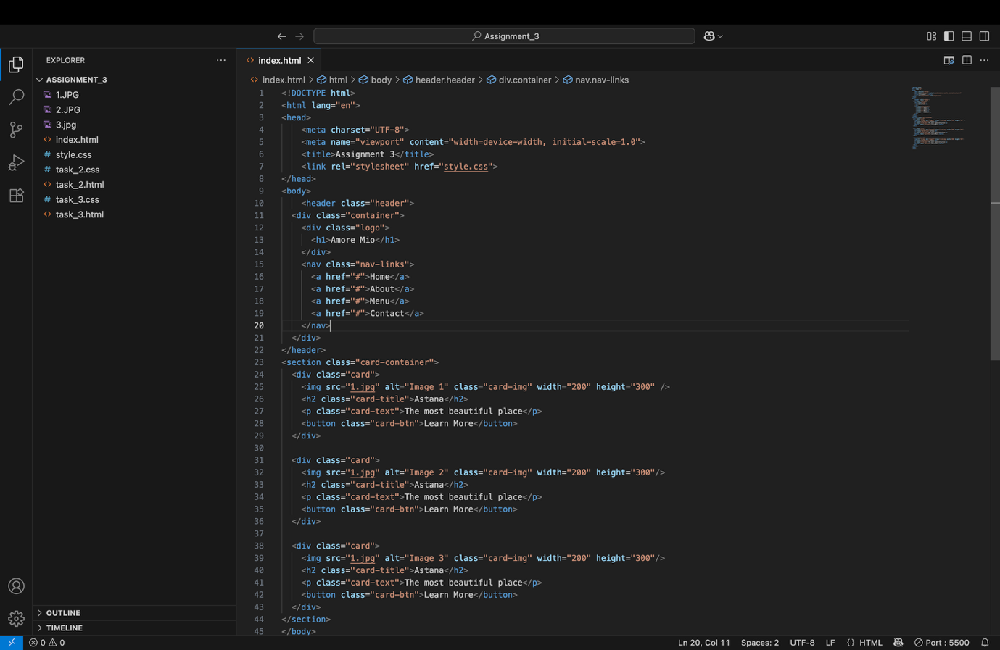 Assignment_3
EXPLORER
ASSIGNMENT_3
1.JPG
2.JPG
3.jpg
index.html
style.css
task_2.css
task_2.html
task_3.css
task_3.html
OUTLINE
TIMELINE
index.html
index.html > html > body > header.header > div.container > nav.nav-links
1 <!DOCTYPE html>
2 <html lang="en">
3 <head>
4 <meta charset="UTF-8">
5 <meta name="viewport" content="width=device-width, initial-scale=1.0">
6 <title>Assignment 3</title>
7 <link rel="stylesheet" href="style.css">
8 </head>
9 <body>
10 <header class="header">
11 <div class="container">
12 <div class="logo">
13 <h1>Amore Mio</h1>
14 </div>
15 <nav class="nav-links">
16 <a href="#">Home</a>
17 <a href="#">About</a>
18 <a href="#">Menu</a>
19 <a href="#">Contact</a>
20 </nav>
21 </div>
22 </header>
23 <section class="card-container">
24 <div class="card">
25 <img src="1.jpg" alt="Image 1" class="card-img" width="200" height="300" />
26 <h2 class="card-title">Astana</h2>
27 <p class="card-text">The most beautiful place</p>
28 <button class="card-btn">Learn More</button>
29 </div>
30
31 <div class="card">
32 <img src="1.jpg" alt="Image 2" class="card-img" width="200" height="300"/>
33 <h2 class="card-title">Astana</h2>
34 <p class="card-text">The most beautiful place</p>
35 <button class="card-btn">Learn More</button>
36 </div>
37
38 <div class="card">
39 <img src="1.jpg" alt="Image 3" class="card-img" width="200" height="300"/>
40 <h2 class="card-title">Astana</h2>
41 <p class="card-text">The most beautiful place</p>
42 <button class="card-btn">Learn More</button>
43 </div>
44 </section>
45 </body>
0 0
Ln 20, Col 11 Spaces: 2 UTF-8 LF {} HTML Port : 5500